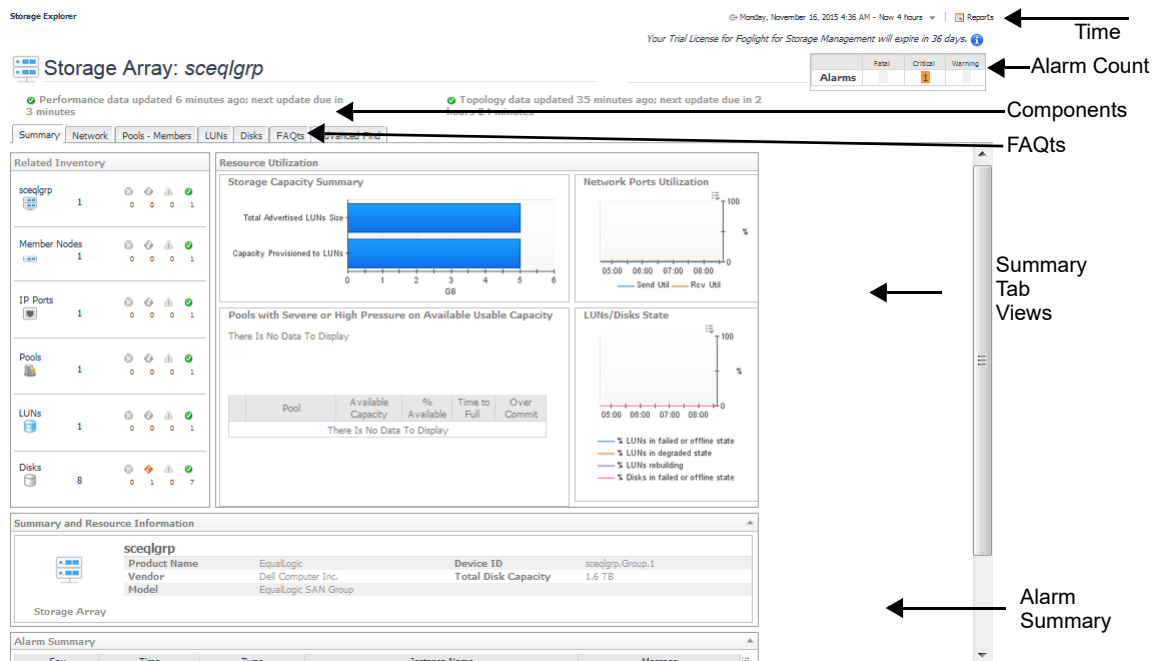 Storage Explorer
Monday, November 16, 2015 4:36 AM - Now 4 hours
Reports
Time
Your Trial License for Foglight for Storage Management will expire in 36 days.
Storage Array: sceqlgrp
Fatal Critical Warning
Alarms 1
Alarm Count
Performance data updated 6 minutes ago; next update due in
3 minutes
Topology data updated 35 minutes ago; next update due in 2
hours 24 minutes
Components
Summary Network Pools - Members LUNs Disks FAQts Advanced Find
FAQts
Related Inventory
sceqlgrp
1
0 0 0 1
Member Nodes
1
0 0 0 1
IP Ports
1
0 0 0 1
Pools
1
0 0 0 1
LUNs
1
0 0 0 1
Disks
8
0 1 0 7
Resource Utilization
Storage Capacity Summary
Total Advertised LUNs Size
Capacity Provisioned to LUNs
0 1 2 3 4 5 6
GB
Network Ports Utilization
100
%
0
05:00 06:00 07:00 08:00
Send Util Rcv Util
Pools with Severe or High Pressure on Available Usable Capacity
There Is No Data To Display
Pool Available Capacity % Available Time to Full Over Commit
There Is No Data To Display
LUNs/Disks State
100
%
0
05:00 06:00 07:00 08:00
% LUNs in failed or offline state
% LUNs in degraded state
% LUNs rebuilding
% Disks in failed or offline state
Summary
Tab
Views
Summary and Resource Information
sceqlgrp
Product Name EqualLogic Device ID sceqlgrp.Group.1
Vendor Dell Computer Inc. Total Disk Capacity 1.6 TB
Model EqualLogic SAN Group
Storage Array
Alarm
Summary
Alarm Summary
Time Type Instance Name Message